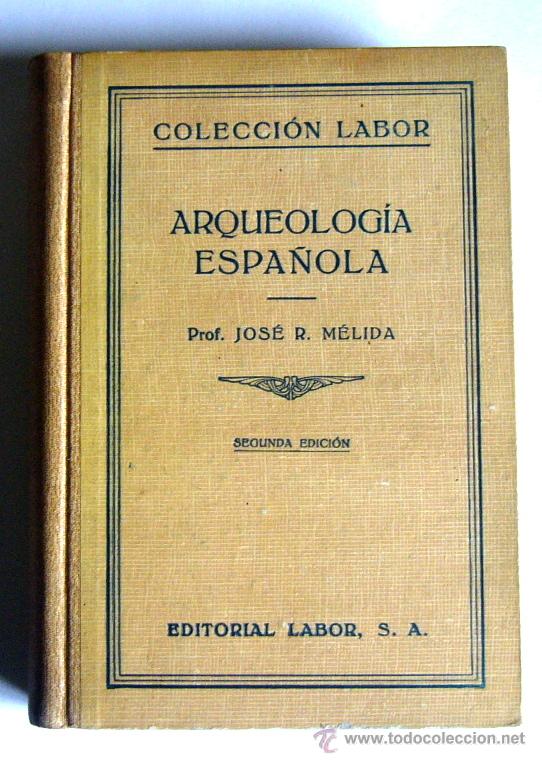 COLECCIÓN LABOR
ARQUEOLOGÍA
ESPAÑOLA
Prof. JOSÉ R. MÉLIDA
SEGUNDA EDICIÓN
EDITORIAL LABOR, S. A.
www.todocoleccion.net